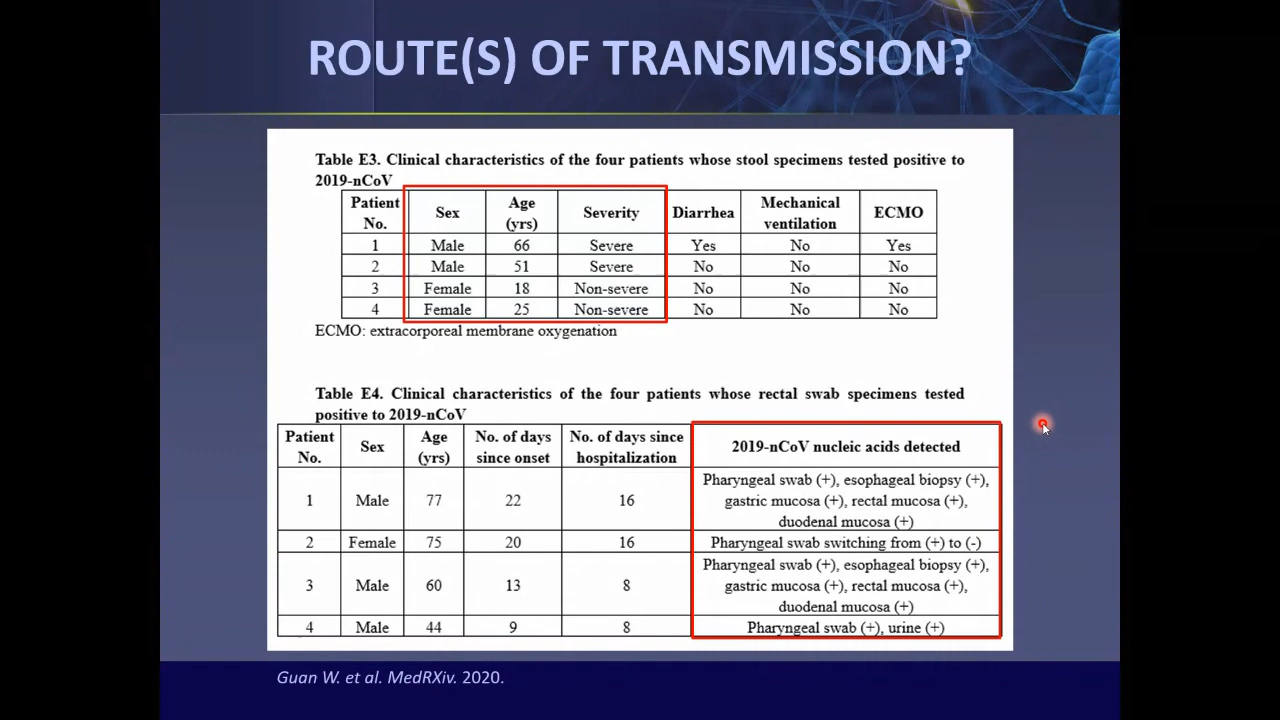 ROUTE(S) OF TRANSMISSION?
Table E3. Clinical characteristics of the four patients whose stool specimens tested positive to
2019-nCoV
Patient No. Sex Age (yrs) Severity Diarrhea Mechanical ventilation ECMO
1 Male 66 Severe Yes No Yes
2 Male 51 Severe No No No
3 Female 18 Non-severe No No No
4 Female 25 Non-severe No No No
ECMO: extracorporeal membrane oxygenation
Table E4. Clinical characteristics of the four patients whose rectal swab specimens tested
positive to 2019-nCoV
Patient No. Sex Age (yrs) No. of days since onset No. of days since hospitalization 2019-nCoV nucleic acids detected
1 Male 77 22 16 Pharyngeal swab (+), esophageal biopsy (+),
gastric mucosa (+), rectal mucosa (+),
duodenal mucosa (+)
2 Female 75 20 16 Pharyngeal swab switching from (+) to (-)
3 Male 60 13 8 Pharyngeal swab (+), esophageal biopsy (+),
gastric mucosa (+), rectal mucosa (+),
duodenal mucosa (+)
4 Male 44 9 8 Pharyngeal swab (+), urine (+)
Guan W. et al. MedRXiv. 2020.